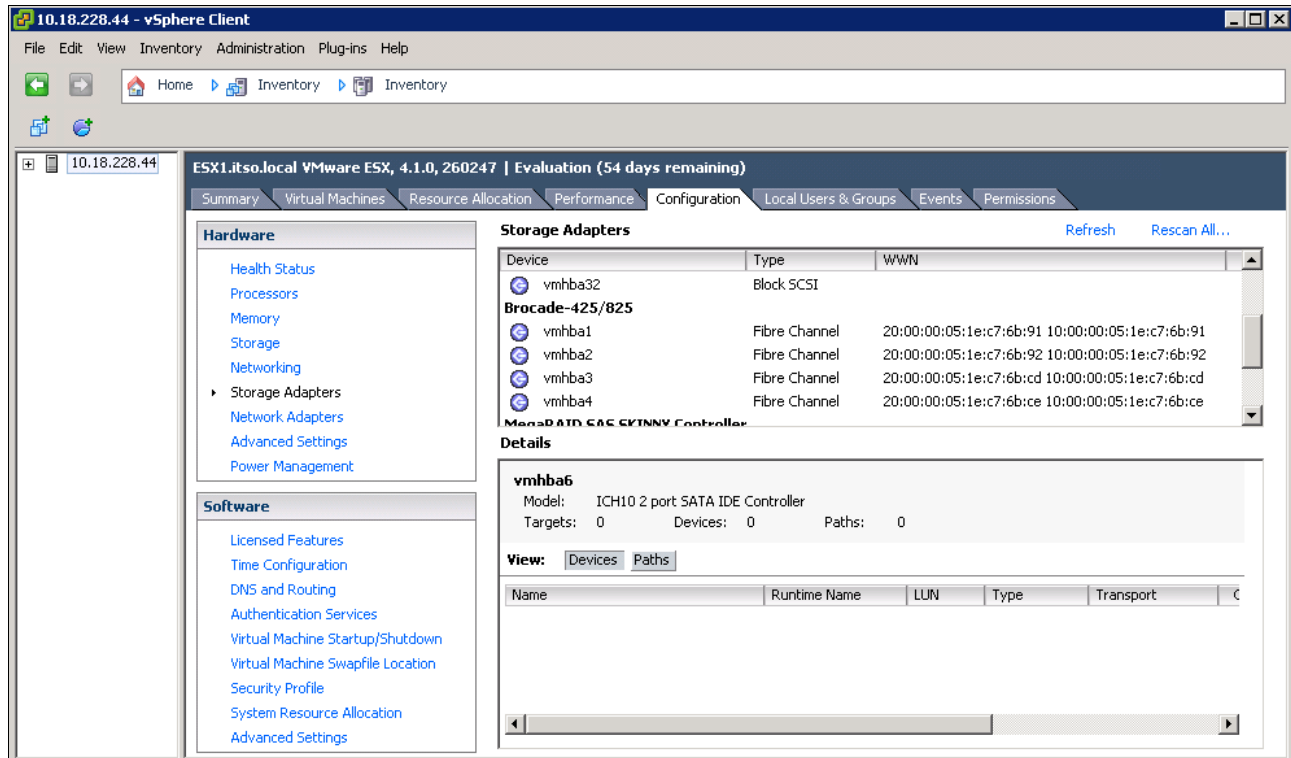 10.18.228.44 - vSphere Client
File Edit View Inventory Administration Plug-ins Help
Home Inventory Inventory
10.18.228.44
ESX1.itso.local VMware ESX, 4.1.0, 260247 | Evaluation (54 days remaining)
Summary Virtual Machines Resource Allocation Performance Configuration Local Users & Groups Events Permissions
Hardware
Health Status
Processors
Memory
Storage
Networking
Storage Adapters
Network Adapters
Advanced Settings
Power Management
Software
Licensed Features
Time Configuration
DNS and Routing
Authentication Services
Virtual Machine Startup/Shutdown
Virtual Machine Swapfile Location
Security Profile
System Resource Allocation
Advanced Settings
Storage Adapters Refresh Rescan All...
Device Type WWN
vmhba32 Block SCSI
Brocade-425/825
vmhba1 Fibre Channel 20:00:00:05:1e:c7:6b:91 10:00:00:05:1e:c7:6b:91
vmhba2 Fibre Channel 20:00:00:05:1e:c7:6b:92 10:00:00:05:1e:c7:6b:92
vmhba3 Fibre Channel 20:00:00:05:1e:c7:6b:cd 10:00:00:05:1e:c7:6b:cd
vmhba4 Fibre Channel 20:00:00:05:1e:c7:6b:ce 10:00:00:05:1e:c7:6b:ce
MegaRAID SAS SKINNY Controller
Details
vmhba6
Model: ICH10 2 port SATA IDE Controller
Targets: 0 Devices: 0 Paths: 0
View: Devices Paths
Name Runtime Name LUN Type Transport